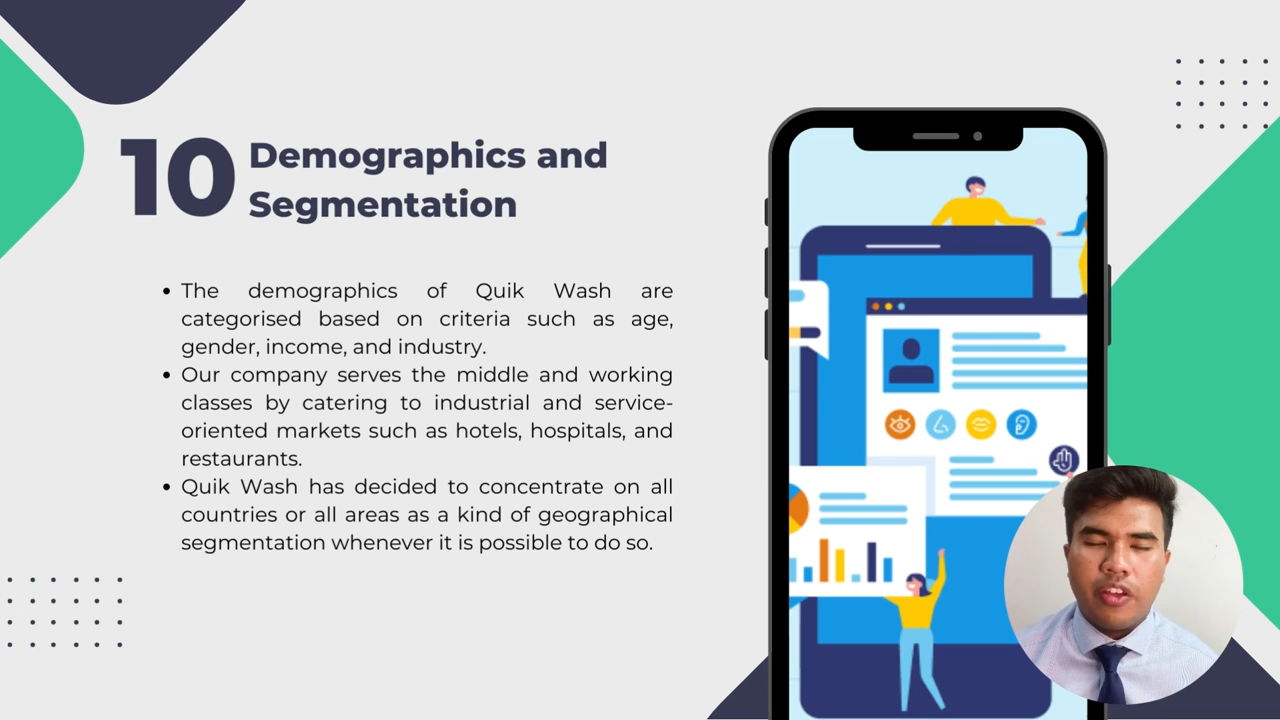 10 Demographics and
Segmentation
• The demographics of Quik Wash are
categorised based on criteria such as age,
gender, income, and industry.
• Our company serves the middle and working
classes by catering to industrial and service-
oriented markets such as hotels, hospitals, and
restaurants.
• Quik Wash has decided to concentrate on all
countries or all areas as a kind of geographical
segmentation whenever it is possible to do so.